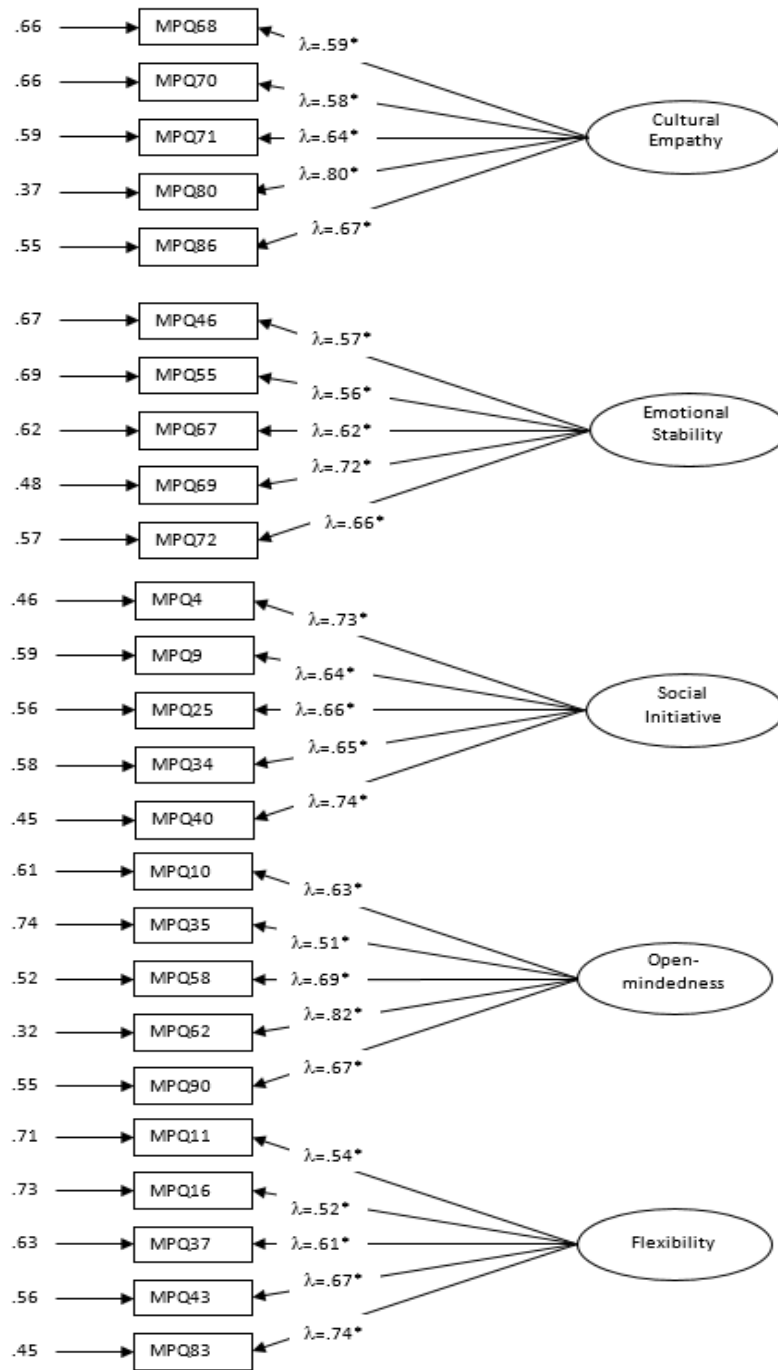 .66 MPQ68 λ=.59*
.66 MPQ70 λ=.58*
.59 MPQ71 λ=.64*
.37 MPQ80 λ=.80*
.55 MPQ86 λ=.67*
Cultural
Empathy
.67 MPQ46 λ=.57*
.69 MPQ55 λ=.56*
.62 MPQ67 λ=.62*
.48 MPQ69 λ=.72*
.57 MPQ72 λ=.66*
Emotional
Stability
.46 MPQ4 λ=.73*
.59 MPQ9 λ=.64*
.56 MPQ25 λ=.66*
.58 MPQ34 λ=.65*
.45 MPQ40 λ=.74*
Social
Initiative
.61 MPQ10 λ=.63*
.74 MPQ35 λ=.51*
.52 MPQ58 λ=.69*
.32 MPQ62 λ=.82*
.55 MPQ90 λ=.67*
Open-
mindedness
.71 MPQ11 λ=.54*
.73 MPQ16 λ=.52*
.63 MPQ37 λ=.61*
.56 MPQ43 λ=.67*
.45 MPQ83 λ=.74*
Flexibility